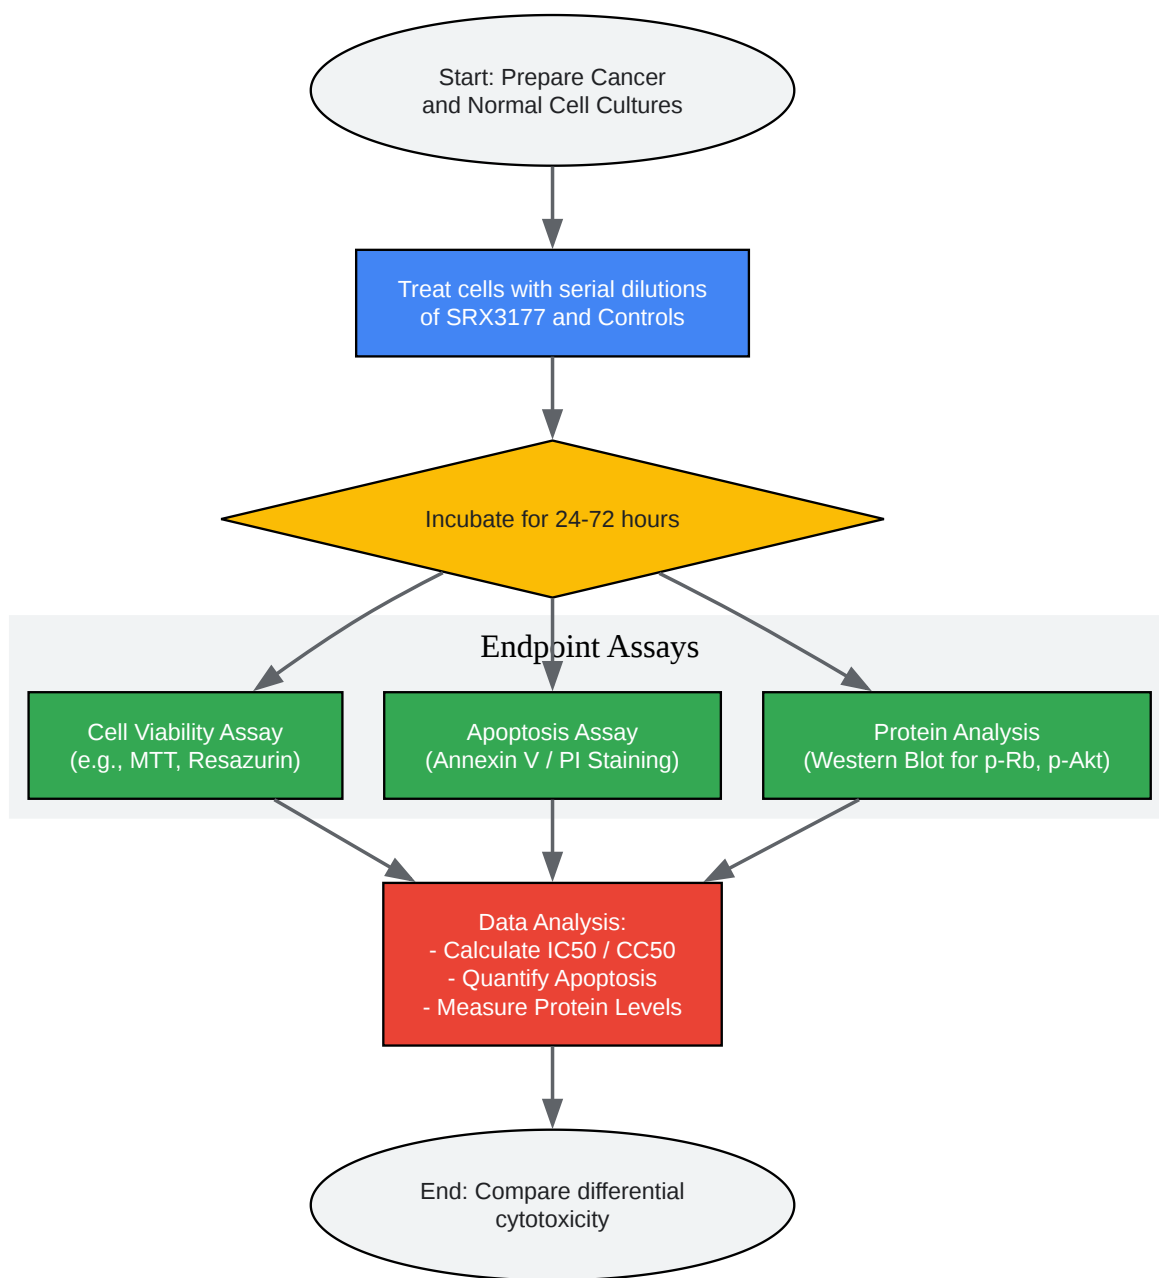 Start: Prepare Cancer
and Normal Cell Cultures
Treat cells with serial dilutions
of SRX3177 and Controls
Incubate for 24-72 hours
Endpoint Assays
Cell Viability Assay
(e.g., MTT, Resazurin)
Apoptosis Assay
(Annexin V / PI Staining)
Protein Analysis
(Western Blot for p-Rb, p-Akt)
Data Analysis:
- Calculate IC50 / CC50
- Quantify Apoptosis
- Measure Protein Levels
End: Compare differential
cytotoxicity